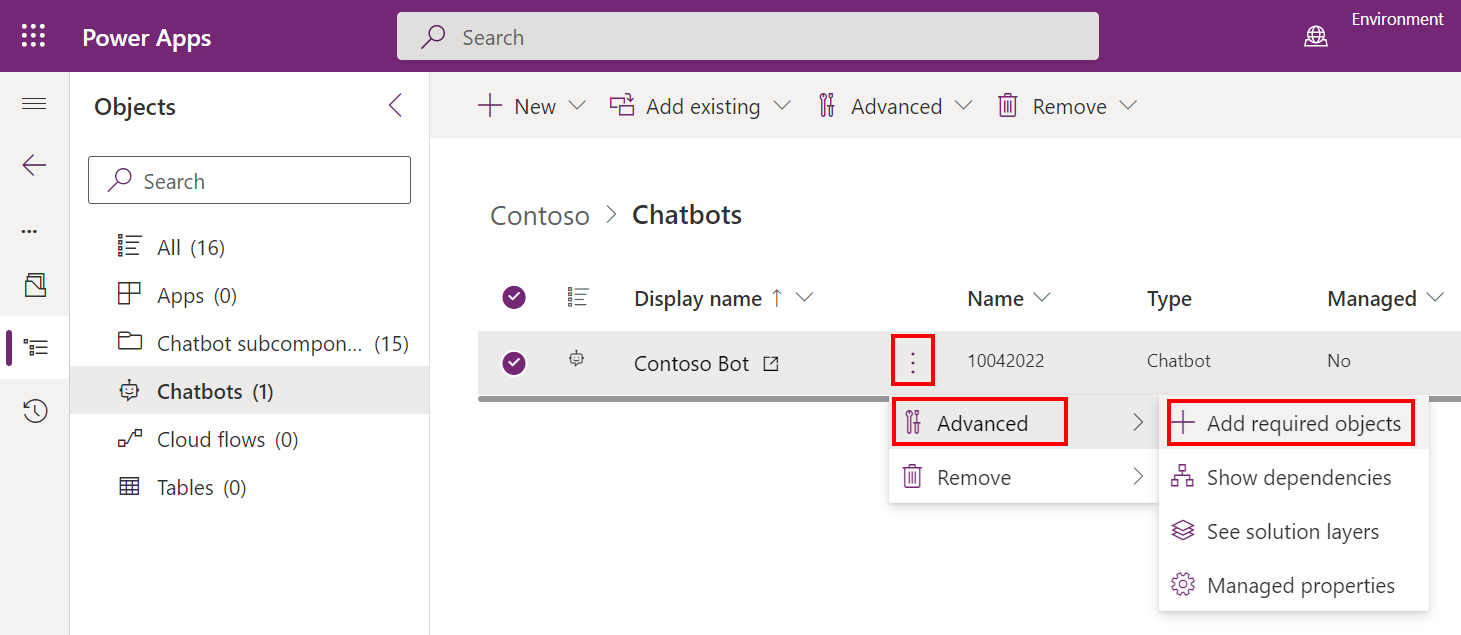 Power Apps
Search
Environment
Objects
Search
All (16)
Apps (0)
Chatbot subcompon... (15)
Chatbots (1)
Cloud flows (0)
Tables (0)
New
Add existing
Advanced
Remove
Contoso > Chatbots
Display name ↑
Name
Type
Managed
Contoso Bot
10042022
Chatbot
No
Advanced
Remove
Add required objects
Show dependencies
See solution layers
Managed properties